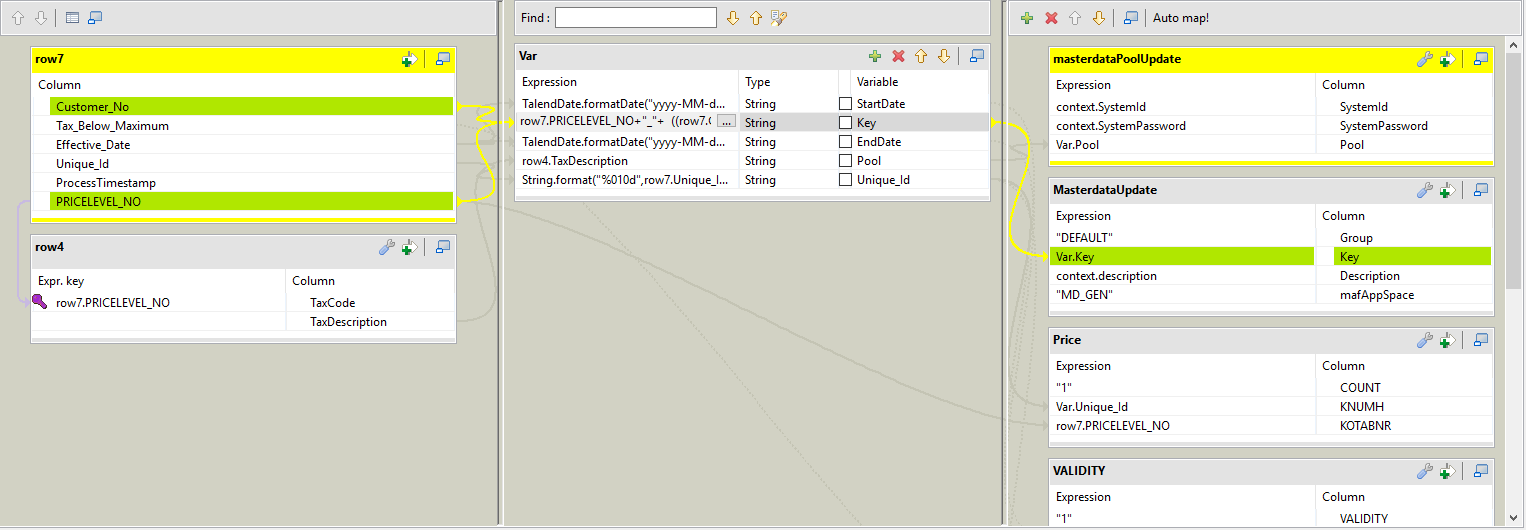 Find :
Auto map!
row7
Column
Customer_No
Tax_Below_Maximum
Effective_Date
Unique_Id
ProcessTimestamp
PRICELEVEL_NO
row4
Expr. key Column
row7.PRICELEVEL_NO TaxCode
TaxDescription
Var
Expression Type Variable
TalendDate.formatDate("yyyy-MM-d... String StartDate
row7.PRICELEVEL_NO+"_"+ ((row7.C ... String Key
TalendDate.formatDate("yyyy-MM-d... String EndDate
row4.TaxDescription String Pool
String.format("%010d",row7.Unique_I... String Unique_Id
masterdataPoolUpdate
Expression Column
context.SystemId SystemId
context.SystemPassword SystemPassword
Var.Pool Pool
MasterdataUpdate
Expression Column
"DEFAULT" Group
Var.Key Key
context.description Description
"MD_GEN" mafAppSpace
Price
Expression Column
"1" COUNT
Var.Unique_Id KNUMH
row7.PRICELEVEL_NO KOTABNR
VALIDITY
Expression Column
"1" VALIDITY